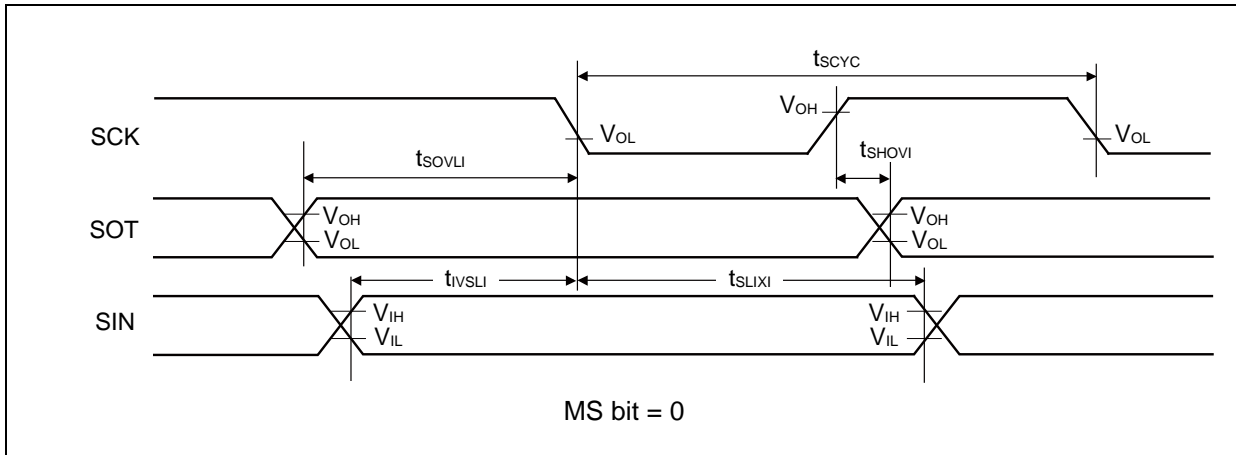 tSCYC
SCK
VOL
VOH
VOL
tSOVLI
tSHOVI
SOT
VOH
VOL
VOH
VOL
tIVSLI
tSLIXI
SIN
VIH
VIL
VIH
VIL
MS bit = 0